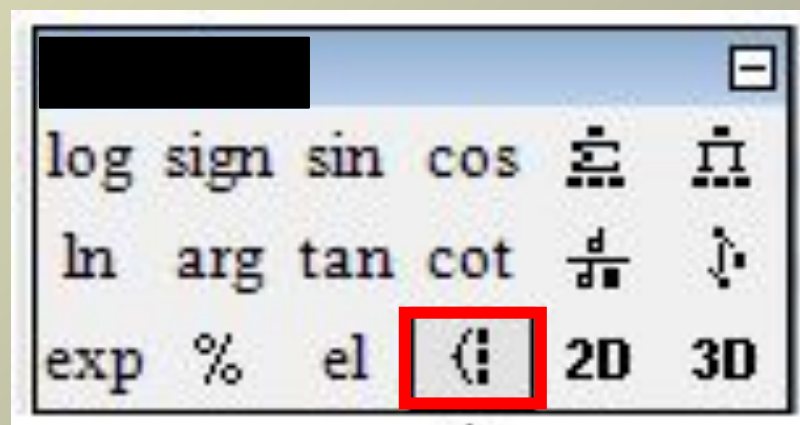 log sign sin cos Σ Π
ln arg tan cot d/d■ ∫■
exp % el {■ 2D 3D